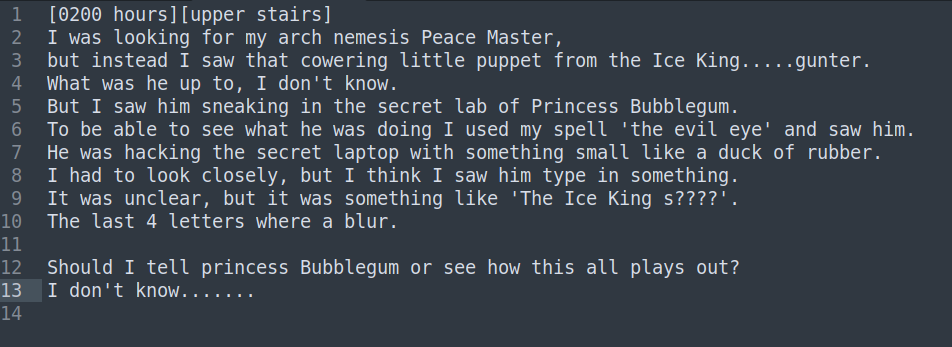 1 [0200 hours][upper stairs]
2 I was looking for my arch nemesis Peace Master,
3 but instead I saw that cowering little puppet from the Ice King.....gunter.
4 What was he up to, I don't know.
5 But I saw him sneaking in the secret lab of Princess Bubblegum.
6 To be able to see what he was doing I used my spell 'the evil eye' and saw him.
7 He was hacking the secret laptop with something small like a duck of rubber.
8 I had to look closely, but I think I saw him type in something.
9 It was unclear, but it was something like 'The Ice King s????'.
10 The last 4 letters where a blur.
11
12 Should I tell princess Bubblegum or see how this all plays out?
13 I don't know.......
14